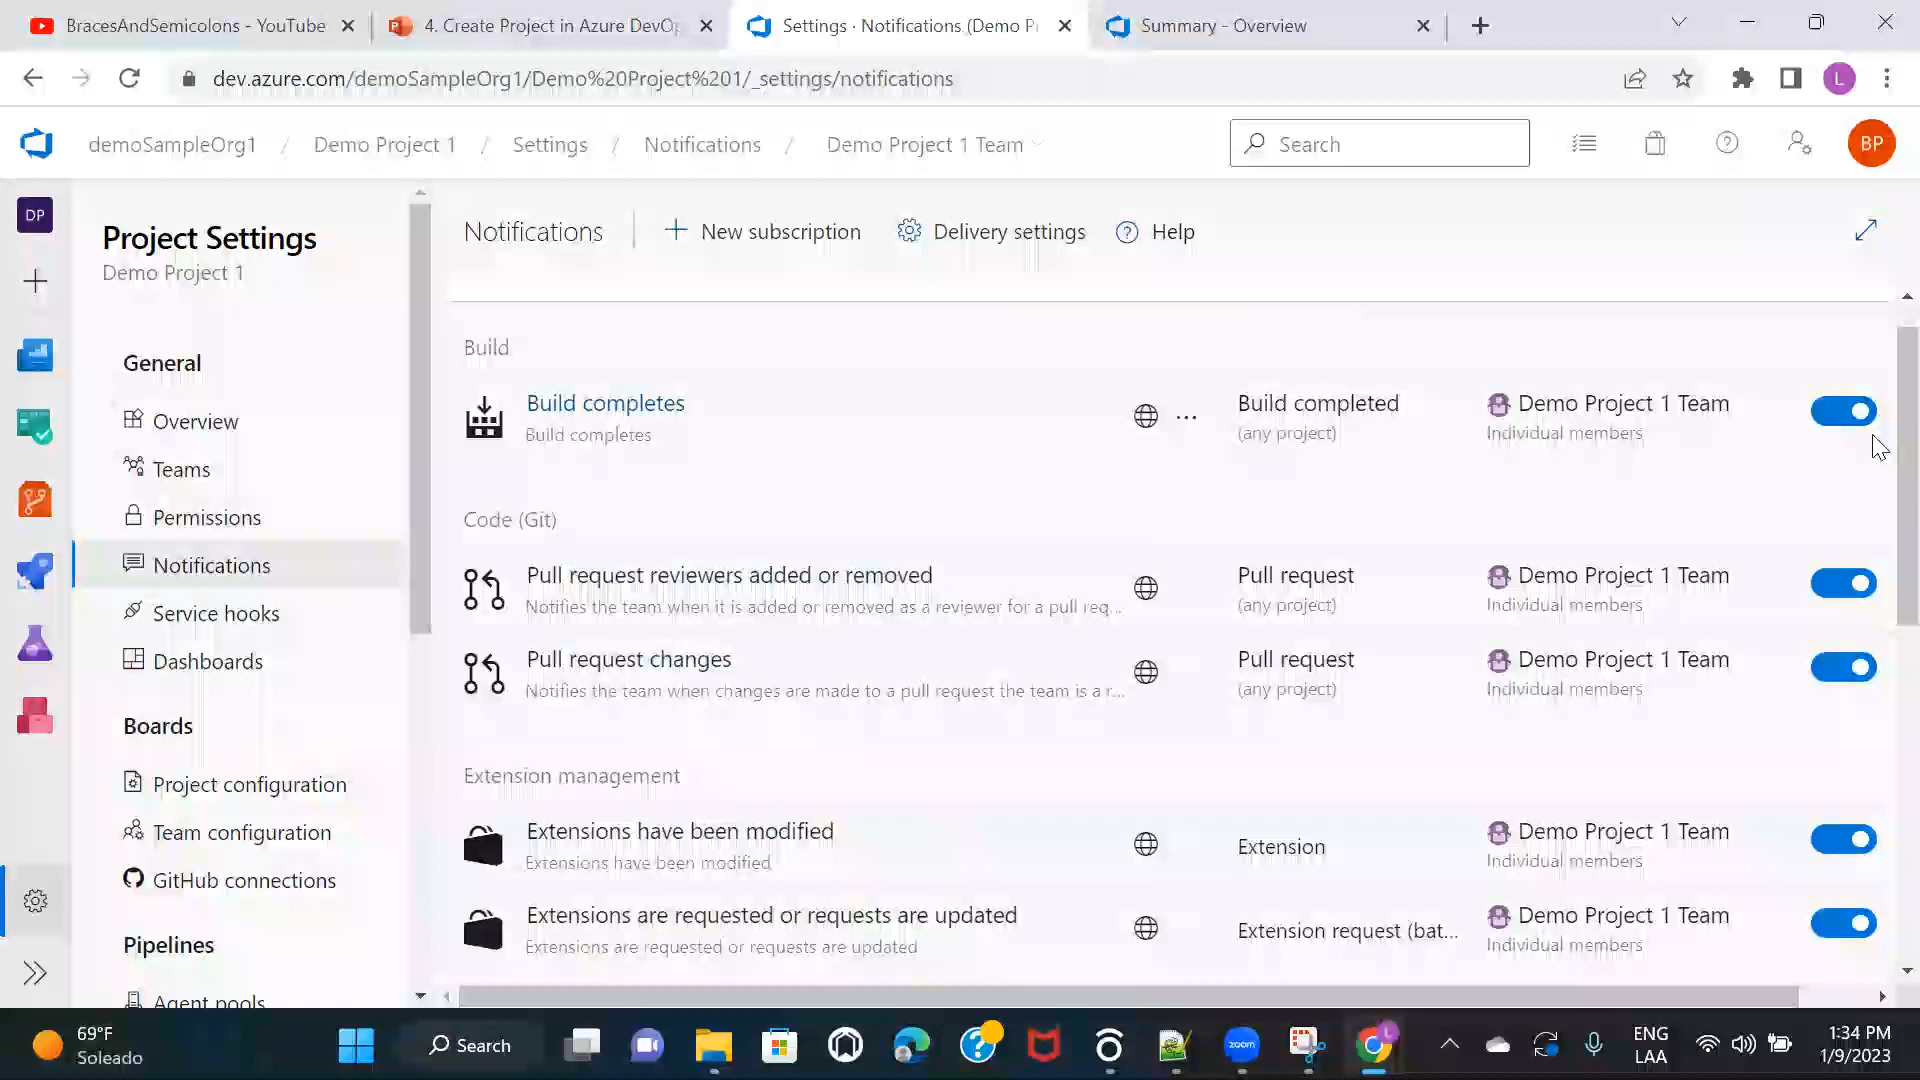 BracesAndSemicolons - YouTube
4. Create Project in Azure DevOp
Settings · Notifications (Demo Pr
Summary - Overview
dev.azure.com/demoSampleOrg1/Demo%20Project%201/_settings/notifications
L
demoSampleOrg1 / Demo Project 1 / Settings / Notifications / Demo Project 1 Team
Search
BP
DP
Project Settings
Demo Project 1
General
Overview
Teams
Permissions
Notifications
Service hooks
Dashboards
Boards
Project configuration
Team configuration
GitHub connections
Pipelines
Agent pools
Notifications
New subscription
Delivery settings
Help
Build
Build completes
Build completes
Build completed
(any project)
Demo Project 1 Team
Individual members
Code (Git)
Pull request reviewers added or removed
Notifies the team when it is added or removed as a reviewer for a pull req...
Pull request
(any project)
Demo Project 1 Team
Individual members
Pull request changes
Notifies the team when changes are made to a pull request the team is a r...
Pull request
(any project)
Demo Project 1 Team
Individual members
Extension management
Extensions have been modified
Extensions have been modified
Extension
Demo Project 1 Team
Individual members
Extensions are requested or requests are updated
Extensions are requested or requests are updated
Extension request (bat...
Demo Project 1 Team
Individual members
69°F
Soleado
Search
zoom
L
ENG
LAA
1:34 PM
1/9/2023